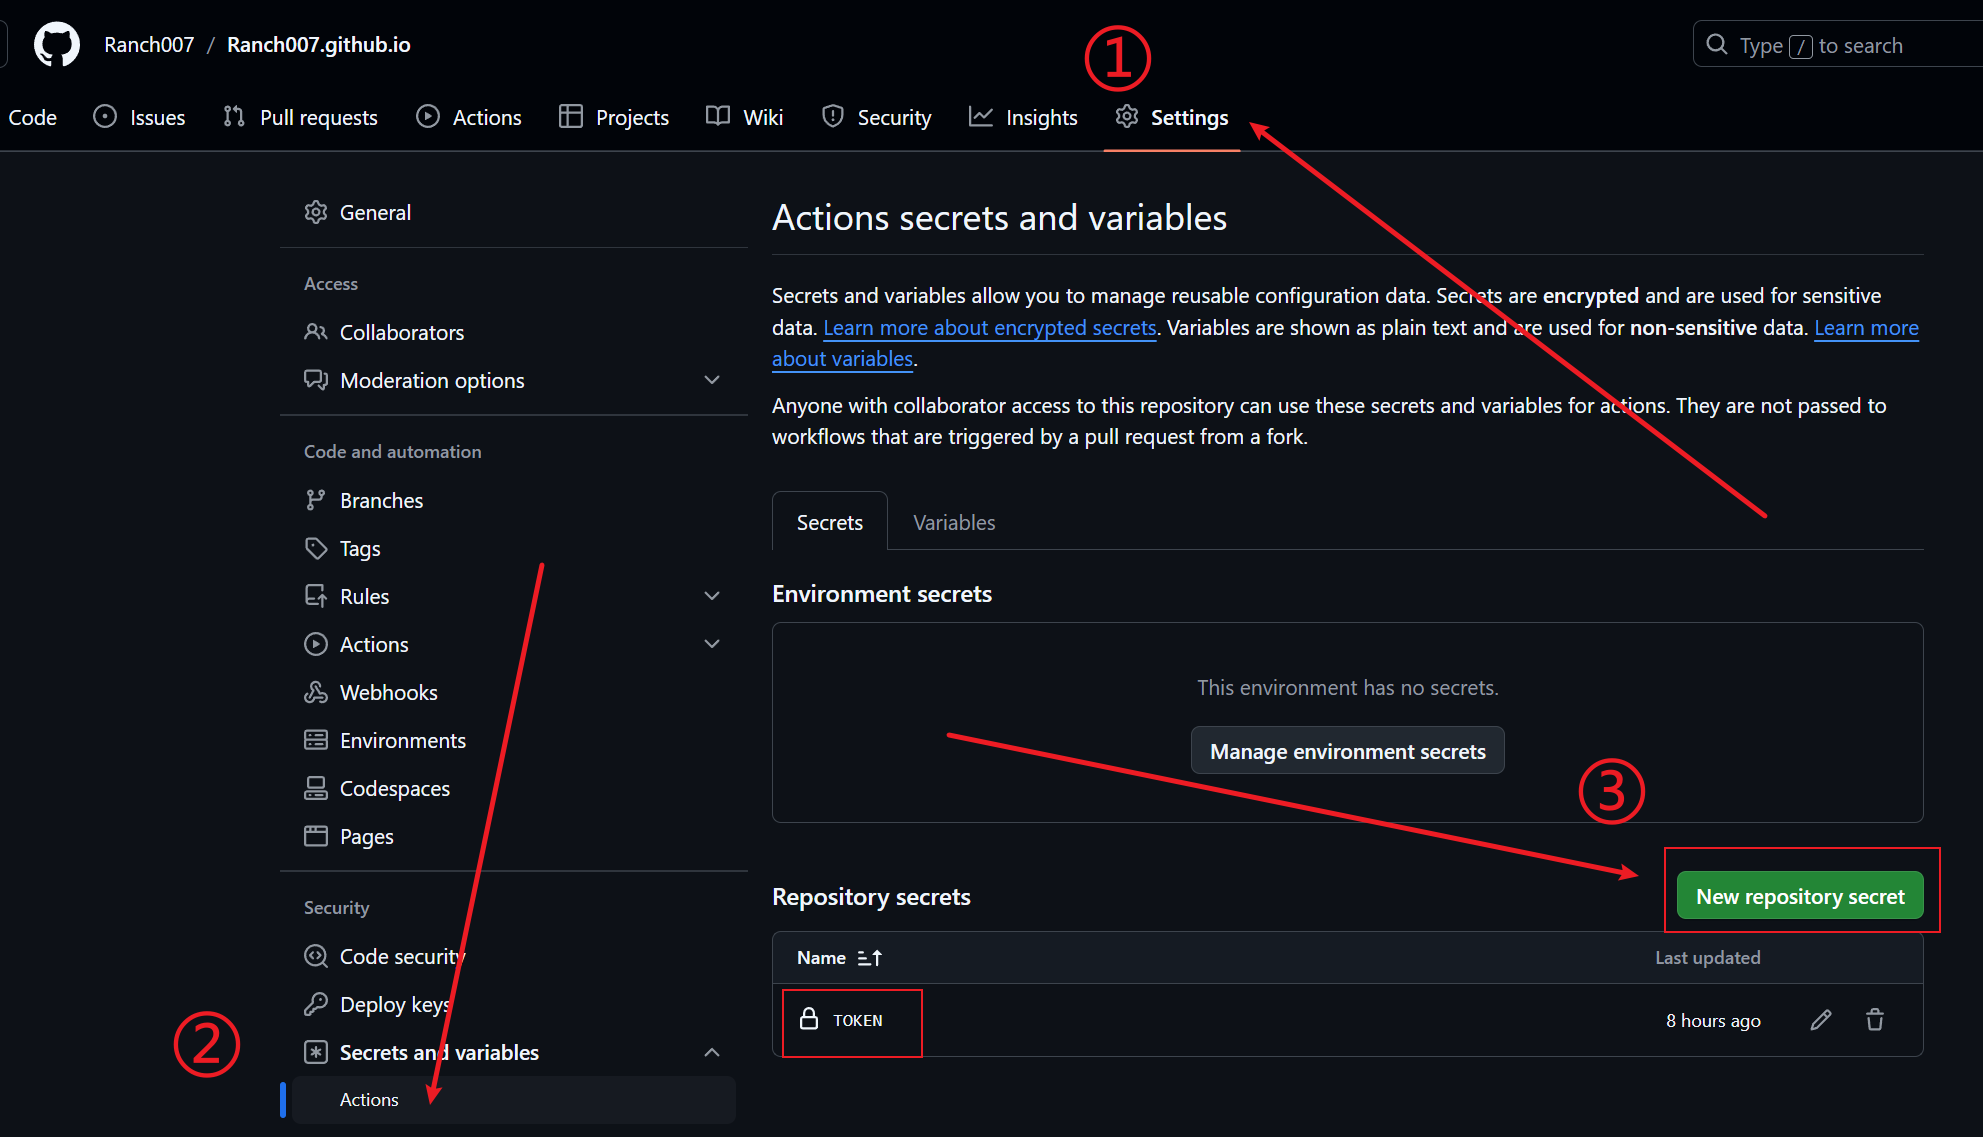 Ranch007 / Ranch007.github.io
Type / to search
①
Code Issues Pull requests Actions Projects Wiki Security Insights Settings
General
Access
Collaborators
Moderation options
Code and automation
Branches
Tags
Rules
Actions
Webhooks
Environments
Codespaces
Pages
Security
Code security
Deploy keys
②
Secrets and variables
Actions
Actions secrets and variables
Secrets and variables allow you to manage reusable configuration data. Secrets are encrypted and are used for sensitive
data. Learn more about encrypted secrets. Variables are shown as plain text and are used for non-sensitive data. Learn more
about variables.
Anyone with collaborator access to this repository can use these secrets and variables for actions. They are not passed to
workflows that are triggered by a pull request from a fork.
Secrets Variables
Environment secrets
This environment has no secrets.
Manage environment secrets
③
Repository secrets
New repository secret
Name Last updated
TOKEN 8 hours ago